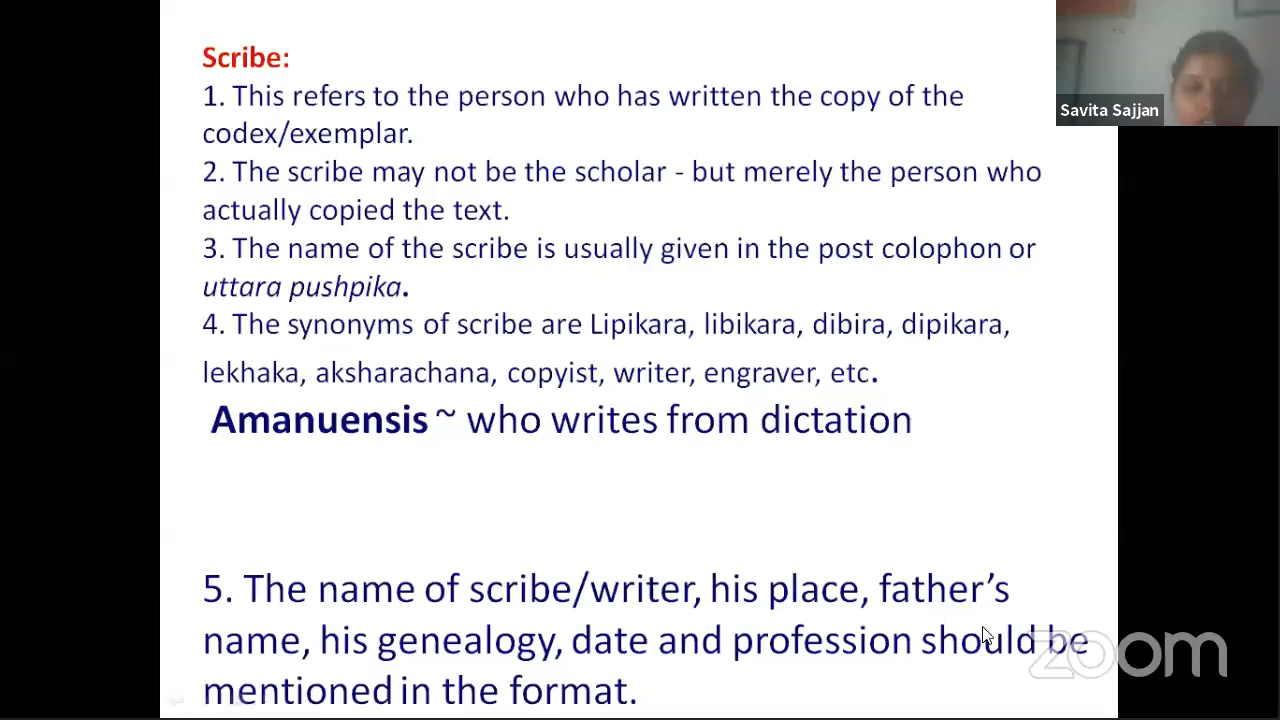 Scribe:
1. This refers to the person who has written the copy of the
codex/exemplar.
2. The scribe may not be the scholar - but merely the person who
actually copied the text.
3. The name of the scribe is usually given in the post colophon or
uttara pushpika.
4. The synonyms of scribe are Lipikara, libikara, dibira, dipikara,
lekhaka, aksharachana, copyist, writer, engraver, etc.
Amanuensis ~ who writes from dictation
5. The name of scribe/writer, his place, father's
name, his genealogy, date and profession should be
mentioned in the format.
Savita Sajjan
zoom